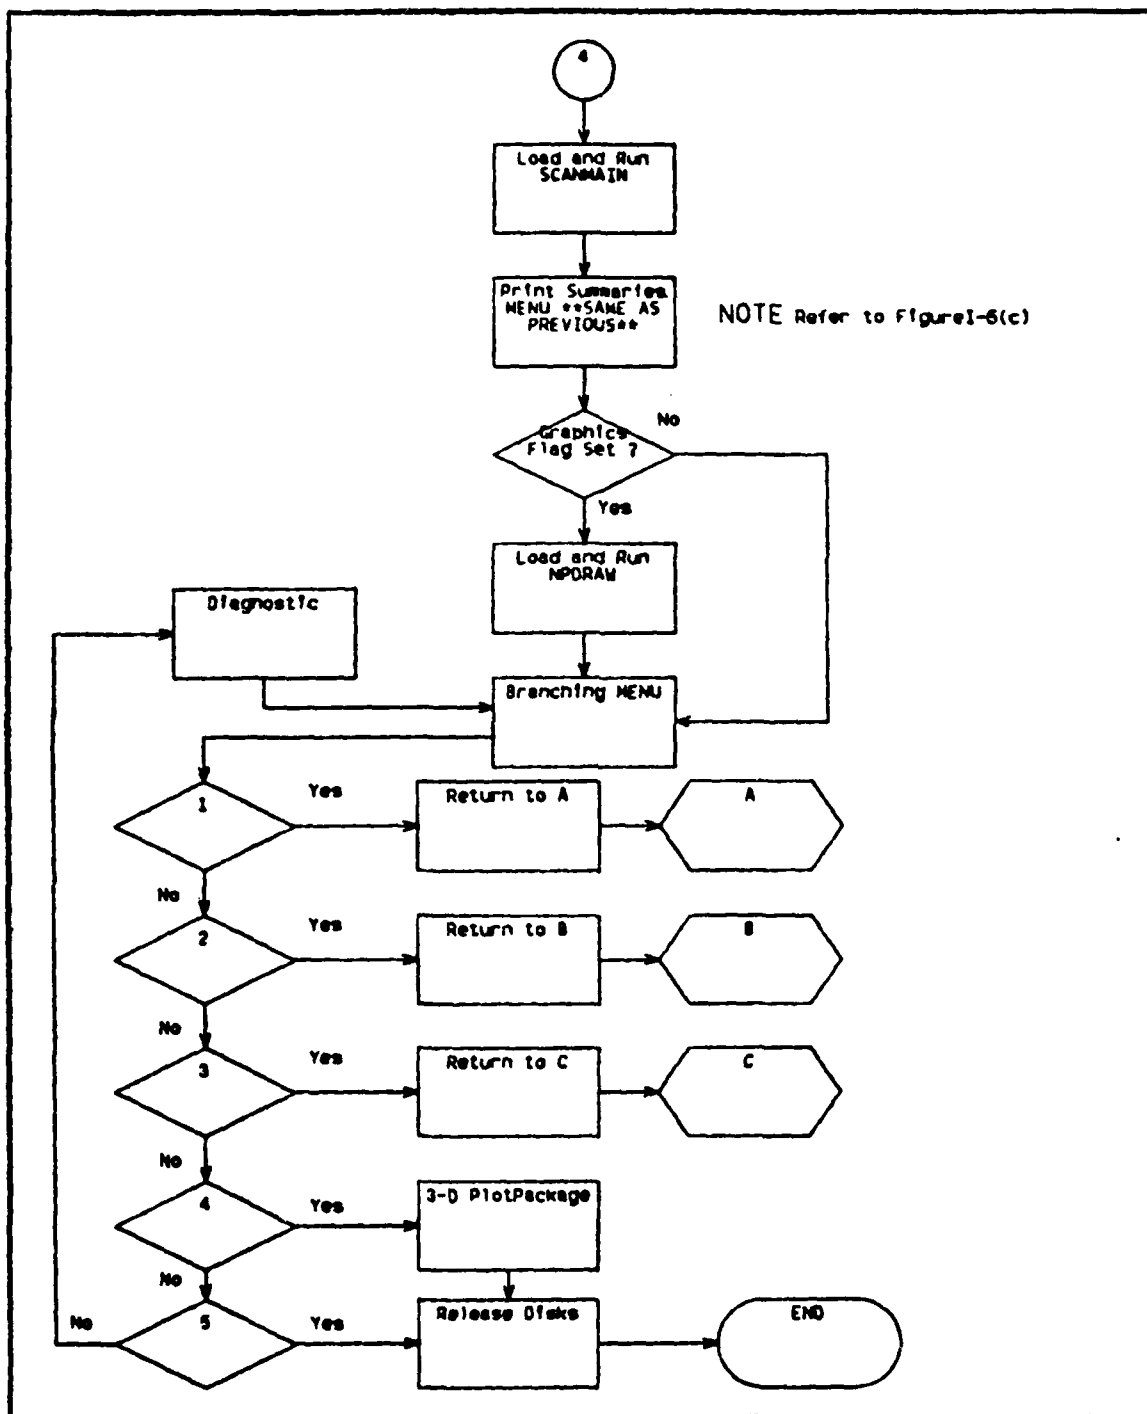 4
Load and Run
SCANMAIN
Print Summaries
MENU **SAME AS
PREVIOUS**
NOTE Refer to FigureI-6(c)
Graphics
Flag Set ?
No
Yes
Load and Run
NPDRAW
Diagnostic
Branching MENU
1
Yes
Return to A
A
No
2
Yes
Return to B
B
No
3
Yes
Return to C
C
No
4
Yes
3-D PlotPackage
No
5
No
Yes
Release Disks
END